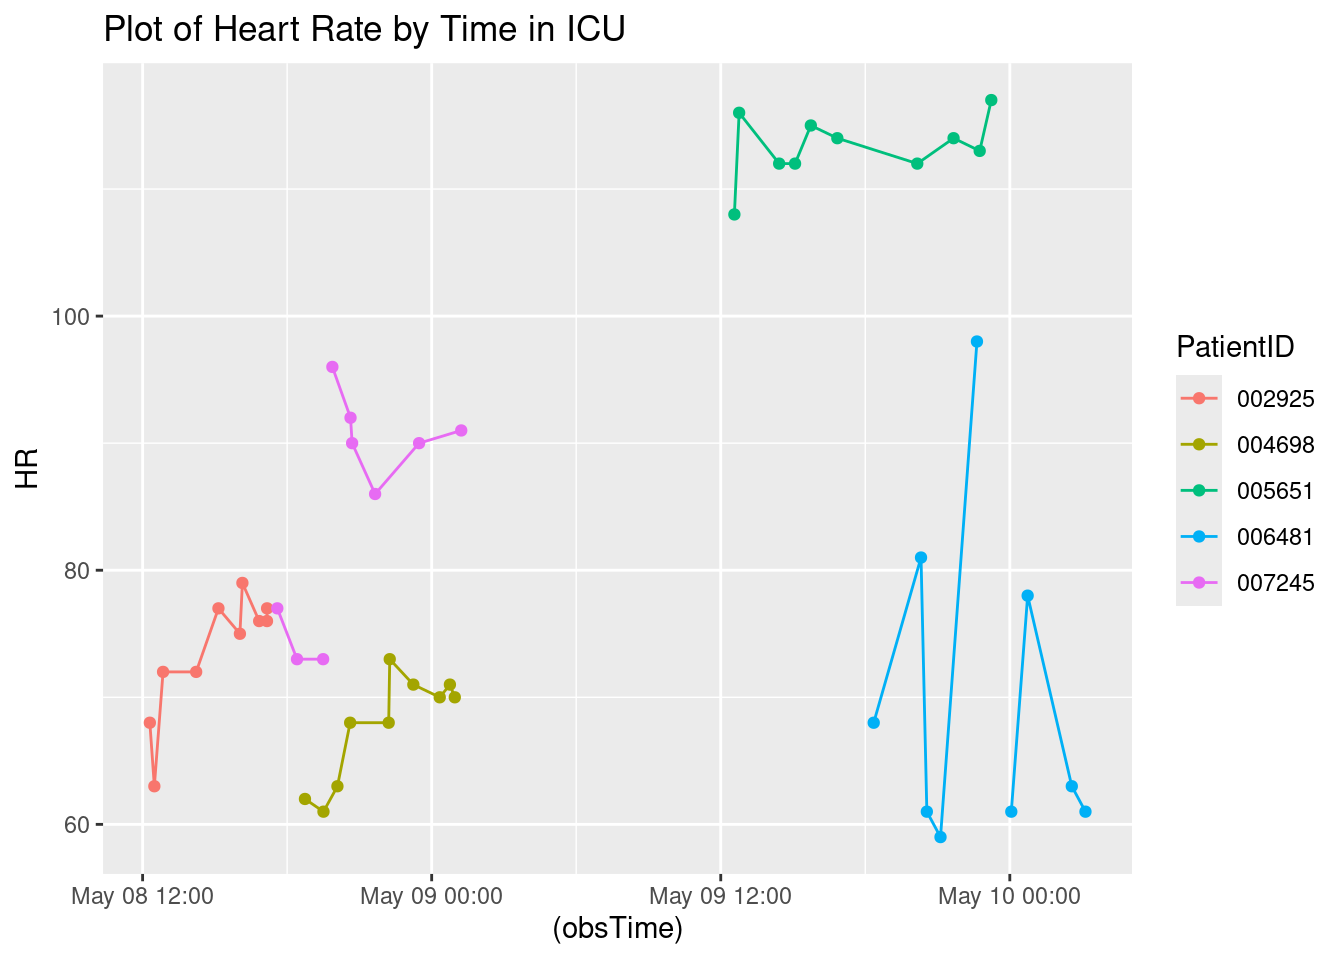 Plot of Heart Rate by Time in ICU
HR
100
80
60
May 08 12:00
May 09 00:00
May 09 12:00
May 10 00:00
(obsTime)
PatientID
002925
004698
005651
006481
007245